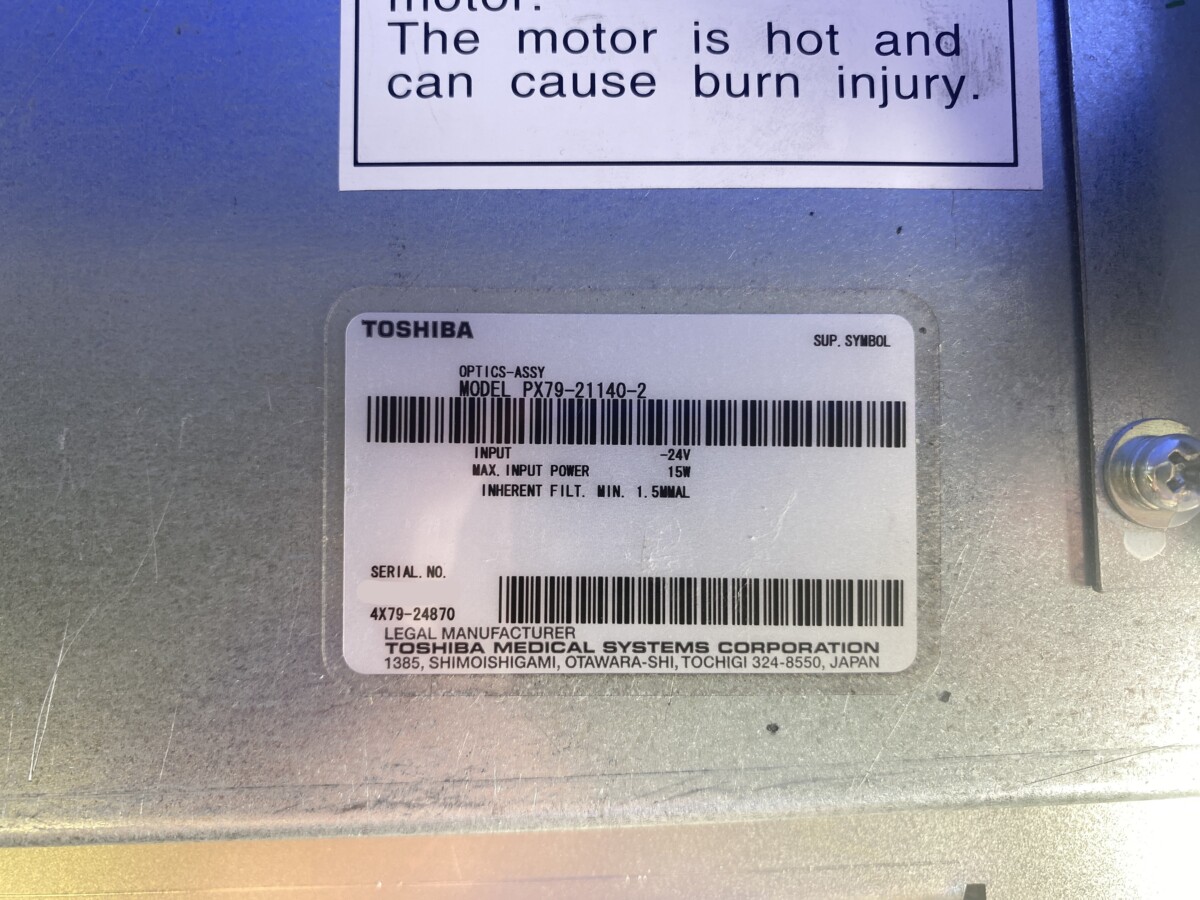 motor.
The motor is hot and
can cause burn injury.
TOSHIBA
SUP. SYMBOL
OPTICS-ASSY
MODEL PX79-21140-2
INPUT -24V
MAX. INPUT POWER 15W
INHERENT FILT. MIN. 1.5MMAL
SERIAL. NO.
4X79-24870
LEGAL MANUFACTURER
TOSHIBA MEDICAL SYSTEMS CORPORATION
1385, SHIMOISHIGAMI, OTAWARA-SHI, TOCHIGI 324-8550, JAPAN